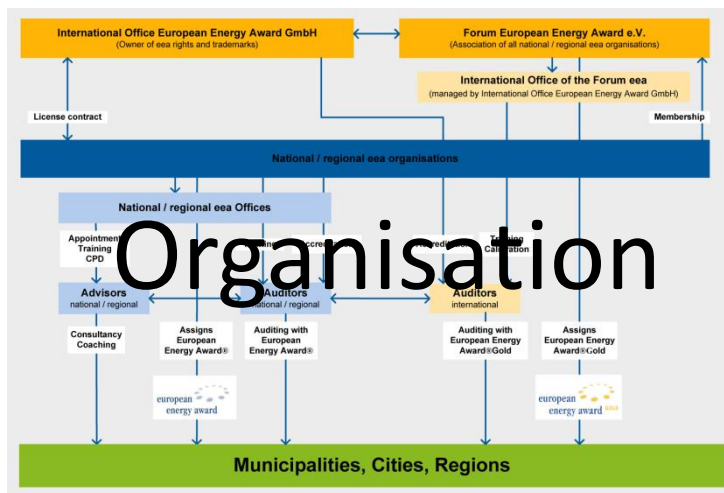 International Office European Energy Award GmbH
(Owner of eea rights and trademarks)
Forum European Energy Award e.V.
(Association of all national / regional eea organisations)
International Office of the Forum eea
(managed by International Office European Energy Award GmbH)
License contract
Membership
National / regional eea organisations
National / regional eea Offices
Organisation
Appointment
Training
CPD
Calibration
Advisors
national / regional
Auditors
national / regional
Auditors
international
Consultancy
Coaching
Assigns
European
Energy Award®
Auditing with
European
Energy Award®
Auditing with
European Energy
Award®Gold
Assigns
European Energy
Award®Gold
european
energy award
european
energy award gold
Municipalities, Cities, Regions